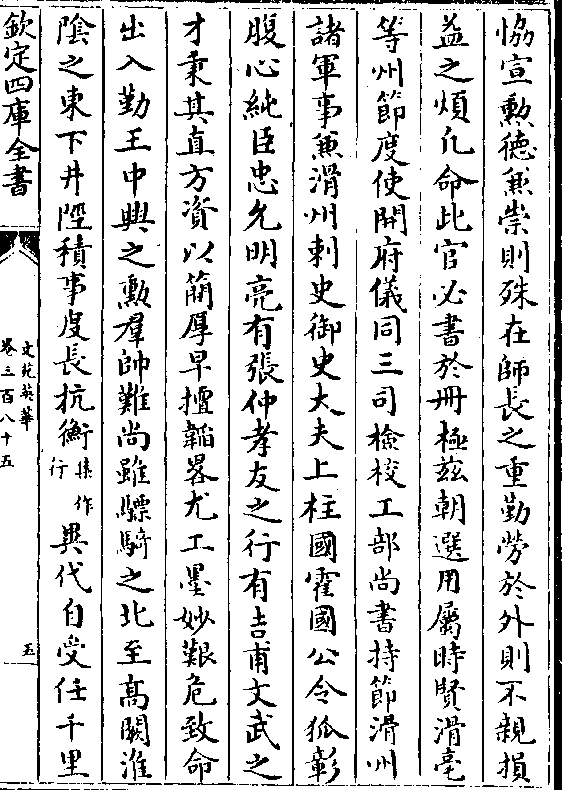 恊宣勲徳兼崇則殊在師長之重勤勞於外則不親損
益之煩凡命此官必書於冊極兹朝選用屬時賢滑亳
等州節度使開府儀同三司檢校工部尚書持節滑州
諸軍事兼滑州刺史御史大夫上柱國霍國公令狐彰
腹心純臣忠允明亮有張仲孝友之行有吉甫文武之
才秉其直方資以簡厚早擅韜畧尤工墨妙艱危致命
出入勤王中興之勲羣帥難尚雖驃騎之北至髙闕淮
陰之東下井陘積事度長抗衡集作行異代自受任千里
欽定四庫全書
文苑英華
卷三百八十五
五